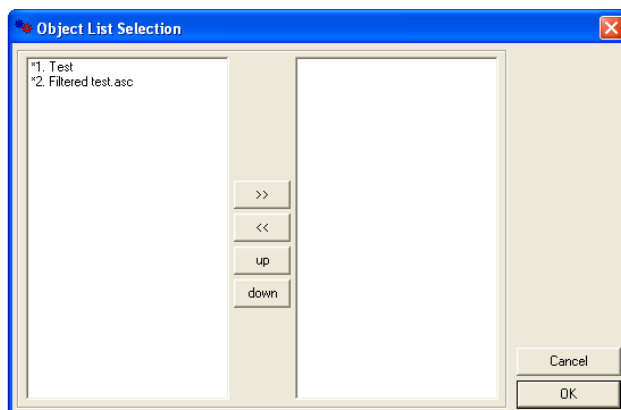 Object List Selection
*1. Test
*2. Filtered test.asc
>>
<<
up
down
Cancel
OK